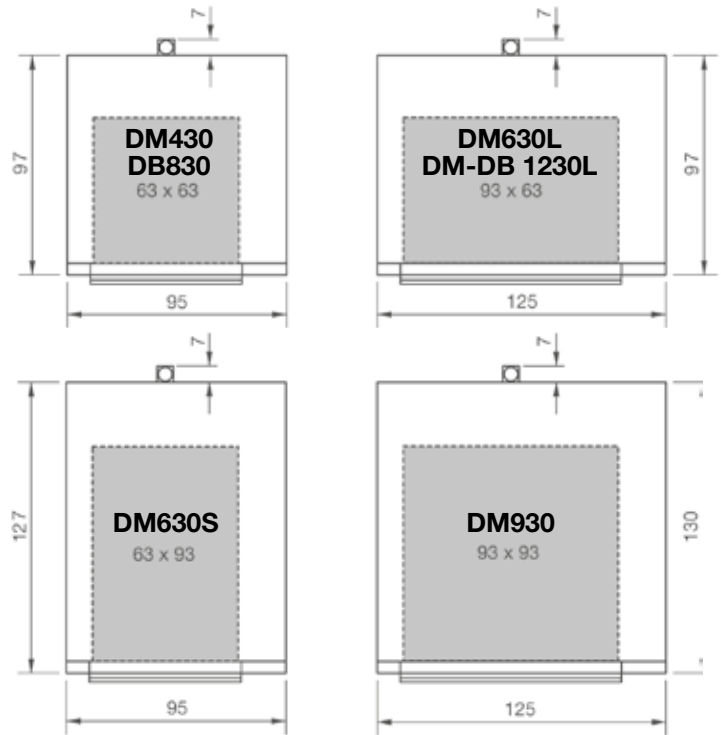 7
97
DM430
DB830
63 x 63
95
7
97
DM630L
DM-DB 1230L
93 x 63
125
7
127
DM630S
63 x 93
95
7
130
DM930
93 x 93
125